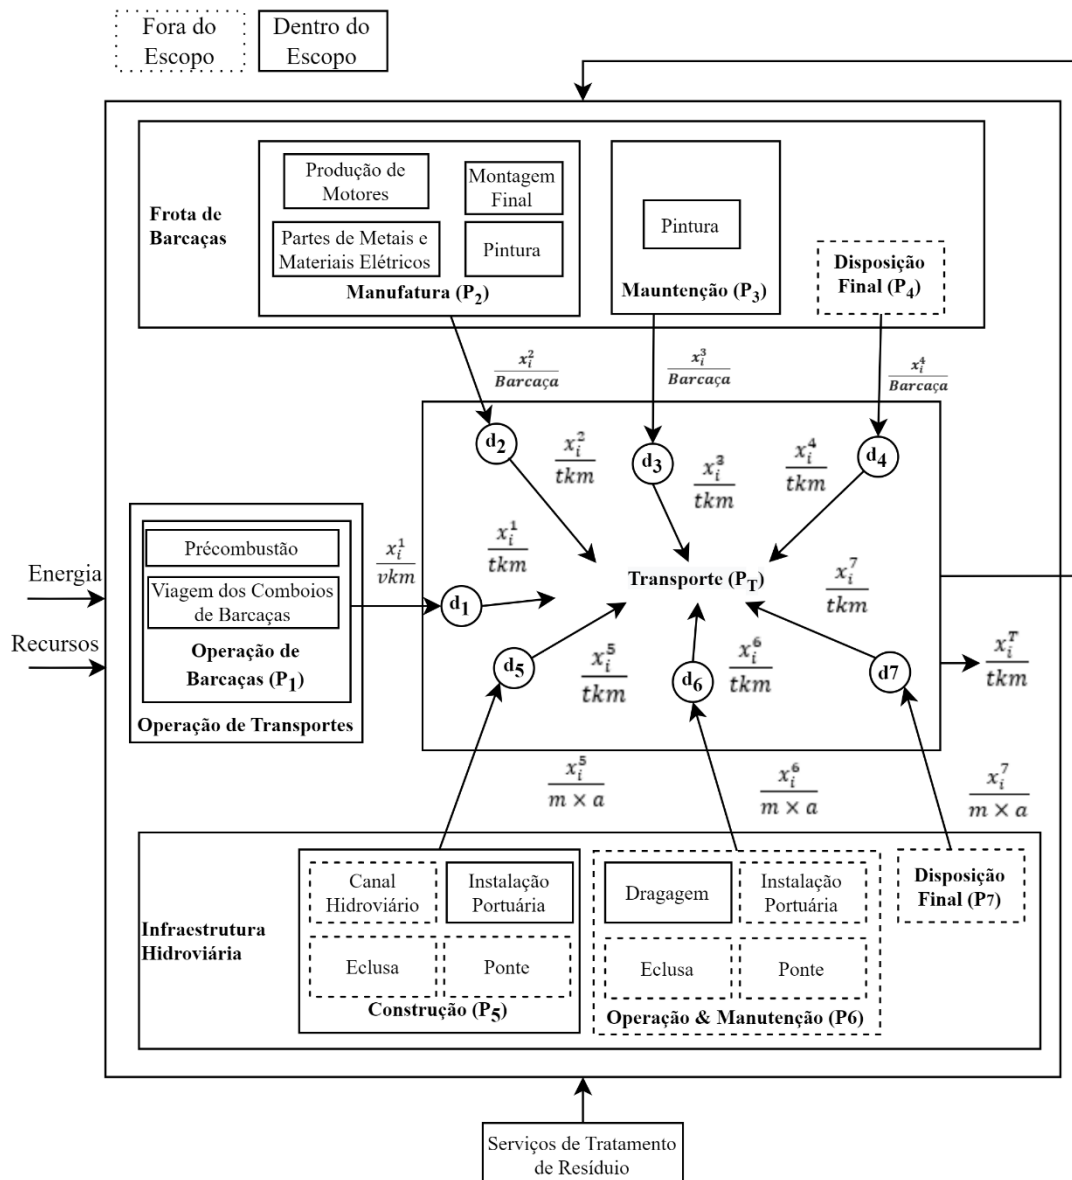 Fora do
Escopo
Dentro do
Escopo
Frota de
Barcaças
Produção de
Motores
Montagem
Final
Partes de Metais e
Materiais Elétricos
Pintura
Manufatura (P₂)
Pintura
Mauntenção (P₃)
Disposição
Final (P₄)
x_i^2/Barcaça
x_i^3/Barcaça
x_i^4/Barcaça
d₂
x_i^2/tkm
d₃
x_i^3/tkm
x_i^4/tkm
d₄
Energia
Recursos
Précombustão
Viagem dos Comboios
de Barcaças
Operação de
Barcaças (P₁)
Operação de Transportes
x_i^1/vkm
d₁
x_i^1/tkm
Transporte (P_T)
x_i^7/tkm
d₅
x_i^5/tkm
d₆
x_i^6/tkm
d7
x_i^T/tkm
x_i^5/m × a
x_i^6/m × a
x_i^7/m × a
Infraestrutura
Hidroviária
Canal
Hidroviário
Instalação
Portuária
Eclusa
Ponte
Construção (P₅)
Dragagem
Instalação
Portuária
Eclusa
Ponte
Operação & Manutenção (P6)
Disposição
Final (P7)
Serviços de Tratamento
de Resíduio